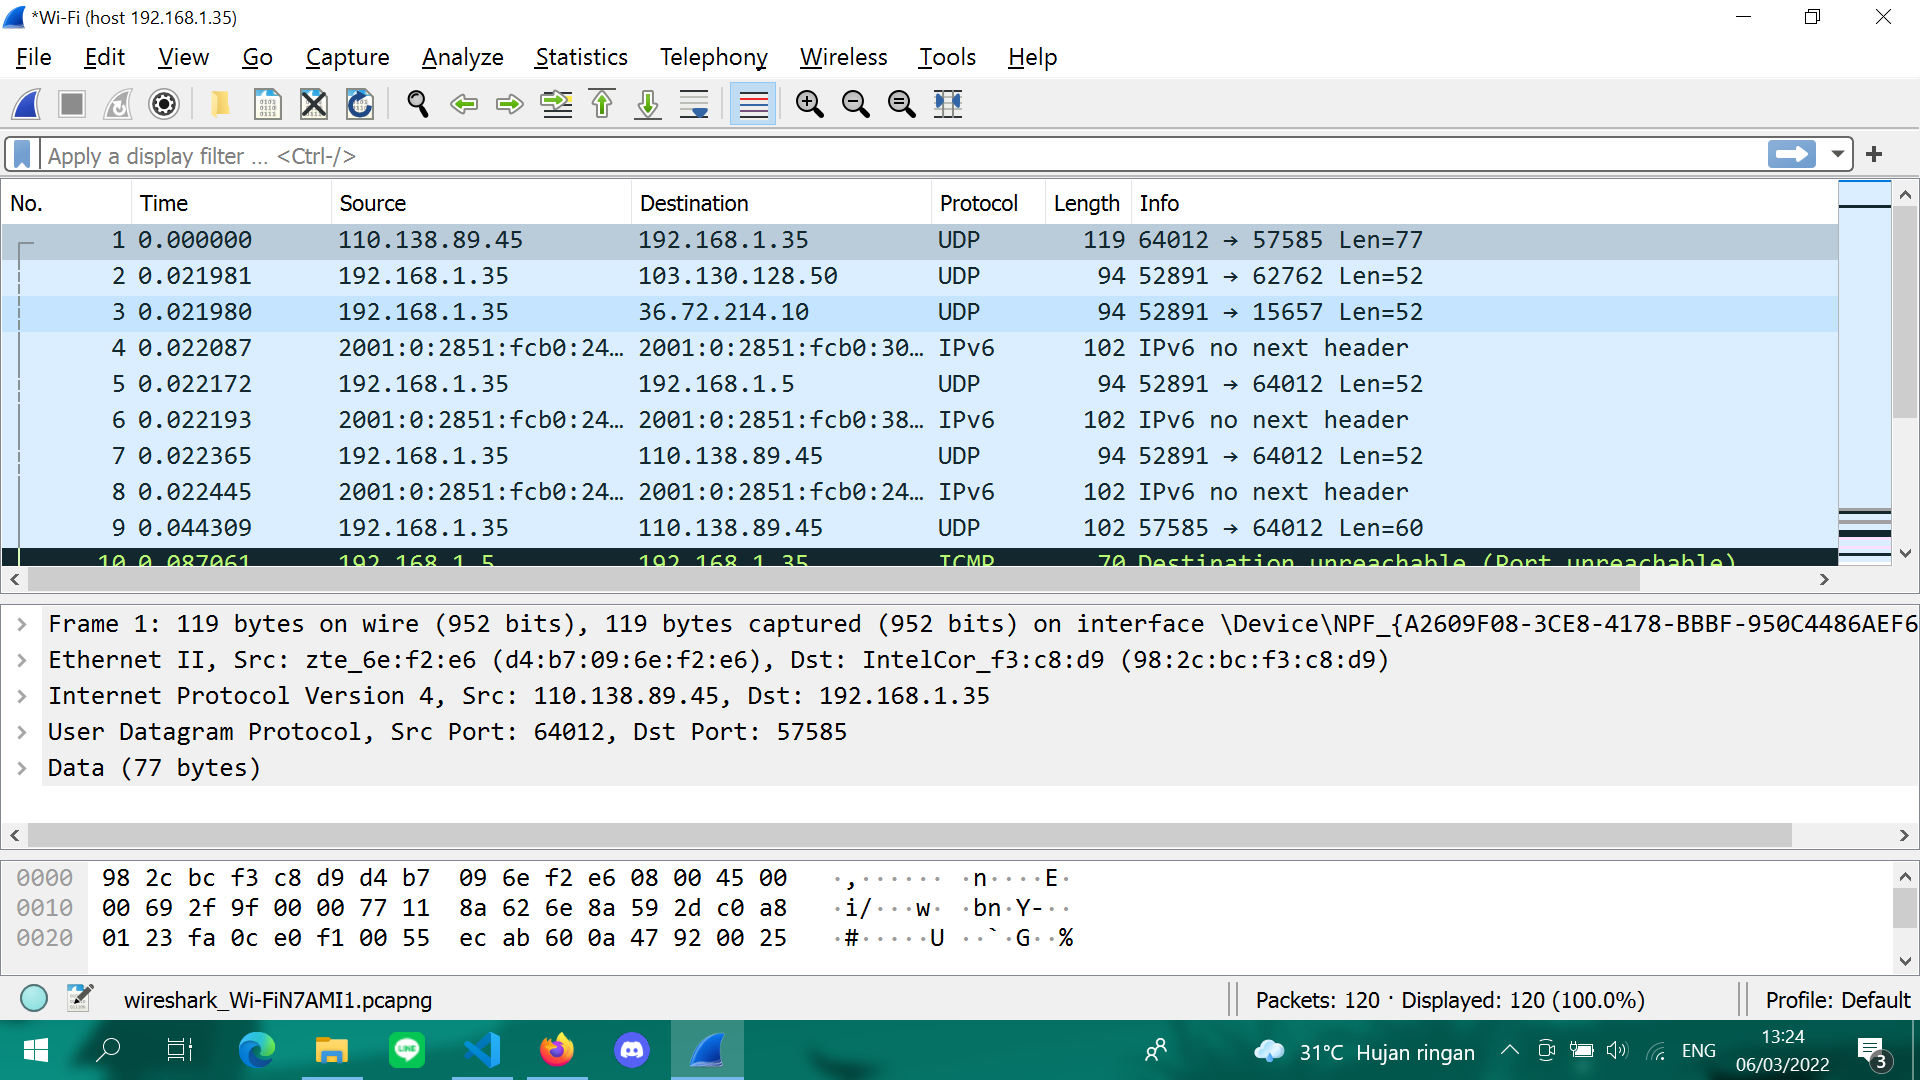 *Wi-Fi (host 192.168.1.35)
File Edit View Go Capture Analyze Statistics Telephony Wireless Tools Help
Apply a display filter ... <Ctrl-/>
No. Time Source Destination Protocol Length Info
1 0.000000 110.138.89.45 192.168.1.35 UDP 119 64012 → 57585 Len=77
2 0.021981 192.168.1.35 103.130.128.50 UDP 94 52891 → 62762 Len=52
3 0.021980 192.168.1.35 36.72.214.10 UDP 94 52891 → 15657 Len=52
4 0.022087 2001:0:2851:fcb0:24… 2001:0:2851:fcb0:30… IPv6 102 IPv6 no next header
5 0.022172 192.168.1.35 192.168.1.5 UDP 94 52891 → 64012 Len=52
6 0.022193 2001:0:2851:fcb0:24… 2001:0:2851:fcb0:38… IPv6 102 IPv6 no next header
7 0.022365 192.168.1.35 110.138.89.45 UDP 94 52891 → 64012 Len=52
8 0.022445 2001:0:2851:fcb0:24… 2001:0:2851:fcb0:24… IPv6 102 IPv6 no next header
9 0.044309 192.168.1.35 110.138.89.45 UDP 102 57585 → 64012 Len=60
10 0.087061 192.168.1.5 192.168.1.35 ICMP 70 Destination unreachable (Port unreachable)
Frame 1: 119 bytes on wire (952 bits), 119 bytes captured (952 bits) on interface \Device\NPF_{A2609F08-3CE8-4178-BBBF-950C4486AEF6
Ethernet II, Src: zte_6e:f2:e6 (d4:b7:09:6e:f2:e6), Dst: IntelCor_f3:c8:d9 (98:2c:bc:f3:c8:d9)
Internet Protocol Version 4, Src: 110.138.89.45, Dst: 192.168.1.35
User Datagram Protocol, Src Port: 64012, Dst Port: 57585
Data (77 bytes)
0000 98 2c bc f3 c8 d9 d4 b7 09 6e f2 e6 08 00 45 00 ·,······ ·n····E·
0010 00 69 2f 9f 00 00 77 11 8a 62 6e 8a 59 2d c0 a8 ·i/···w· ·bn·Y-··
0020 01 23 fa 0c e0 f1 00 55 ec ab 60 0a 47 92 00 25 ·#·····U ··`·G··%
wireshark_Wi-FiN7AMI1.pcapng Packets: 120 · Displayed: 120 (100.0%) Profile: Default
LINE
31°C Hujan ringan ENG 13:24
06/03/2022 3